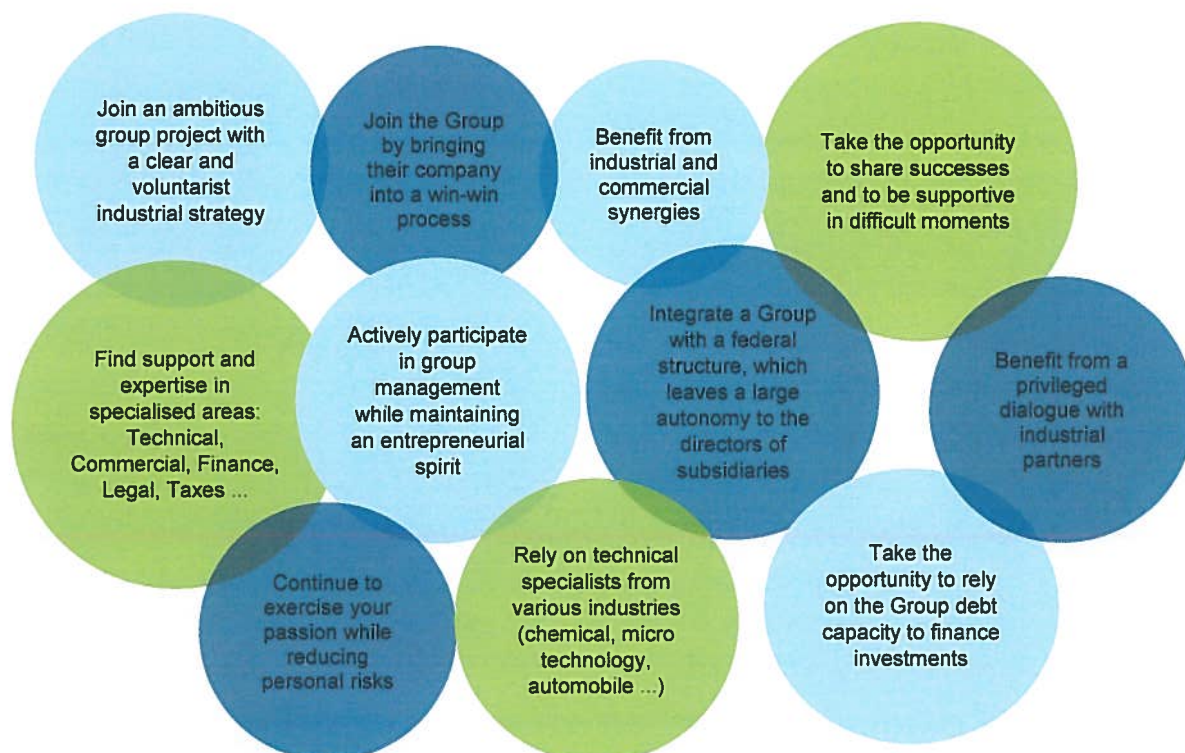 Join an ambitious
group project with
a clear and
voluntarist
industrial strategy
Join the Group
by bringing
their company
into a win-win
process
Benefit from
industrial and
commercial
synergies
Take the opportunity
to share successes
and to be supportive
in difficult moments
Find support and
expertise in
specialised areas:
Technical,
Commercial, Finance,
Legal, Taxes ...
Actively participate
in group
management
while maintaining
an entrepreneurial
spirit
Integrate a Group
with a federal
structure, which
leaves a large
autonomy to the
directors of
subsidiaries
Benefit from a
privileged
dialogue with
industrial
partners
Continue to
exercise your
passion while
reducing
personal risks
Rely on technical
specialists from
various industries
(chemical, micro
technology,
automobile ...)
Take the
opportunity to rely
on the Group debt
capacity to finance
investments